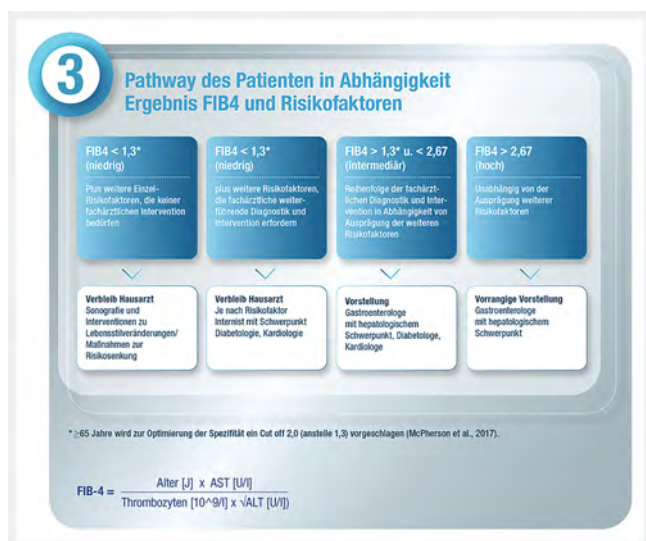 3
Pathway des Patienten in Abhängigkeit
Ergebnis FIB4 und Risikofaktoren
FIB4 < 1,3*
(niedrig)
Plus weitere Einzel-
Risikofaktoren, die keiner
fachärztlichen Intervention
bedürfen
FIB4 < 1,3*
(niedrig)
plus weitere Risikofaktoren,
die fachärztliche weiter-
führende Diagnostik und
Intervention erfordern
FIB4 > 1,3* u. < 2,67
(intermediär)
Reihenfolge der fachärzt-
lichen Diagnostik und Inter-
vention in Abhängigkeit von
Ausprägung der weiteren
Risikofaktoren
FIB4 > 2,67
(hoch)
Unabhängig von der
Ausprägung weiterer
Risikofaktoren
Verbleib Hausarzt
Sonografie und
Interventionen zu
Lebensstilveränderungen/
Maßnahmen zur
Risikosenkung
Verbleib Hausarzt
Je nach Risikofaktor
Internist mit Schwerpunkt
Diabetologie, Kardiologie
Vorstellung
Gastroenterologe
mit hepatologischem
Schwerpunkt, Diabetologe,
Kardiologe
Vorrangige Vorstellung
Gastroenterologe
mit hepatologischem
Schwerpunkt
* ≥65 Jahre wird zur Optimierung der Spezifität ein Cut off 2,0 (anstelle 1,3) vorgeschlagen (McPherson et al., 2017).
FIB-4 = Alter [J] x AST [U/l]
Thrombozyten [10^9/l] x √ALT [U/l])